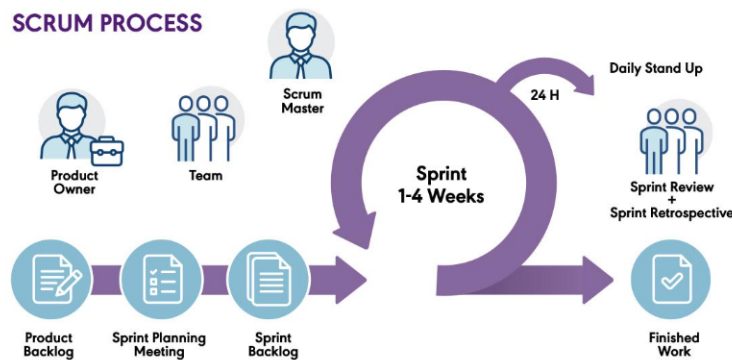 SCRUM PROCESS
Scrum
Master
Product
Owner
Team
Daily Stand Up
24 H
Sprint
1-4 Weeks
Sprint Review
+
Sprint Retrospective
Product
Backlog
Sprint Planning
Meeting
Sprint
Backlog
Finished
Work